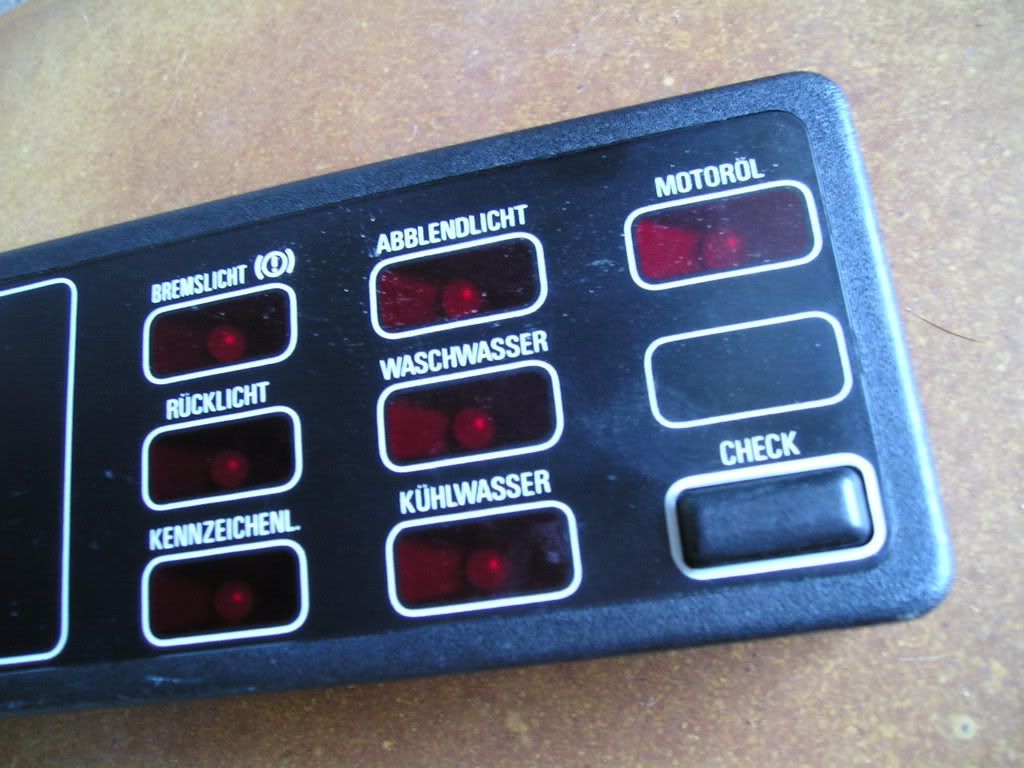 BREMSLICHT (!)
RÜCKLICHT
KENNZEICHENL.
ABBLENDLICHT
WASCHWASSER
KÜHLWASSER
MOTORÖL
CHECK